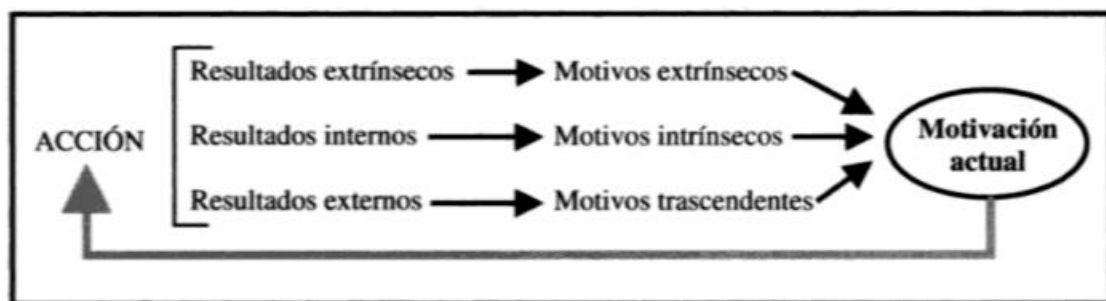 Resultados extrínsecos Motivos extrínsecos
ACCIÓN Resultados internos Motivos intrínsecos Motivación
actual
Resultados externos Motivos trascendentes